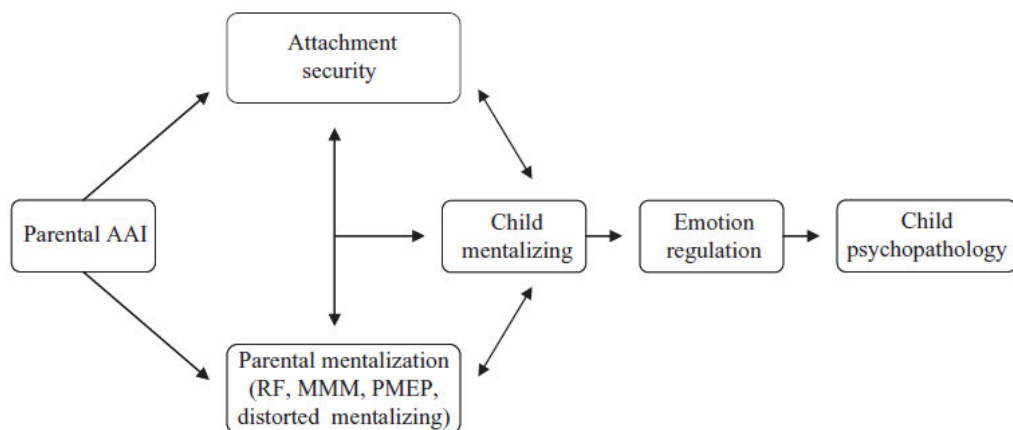 Attachment
security
Parental AAI
Child
mentalizing
Emotion
regulation
Child
psychopathology
Parental mentalization
(RF, MMM, PMEP,
distorted mentalizing)